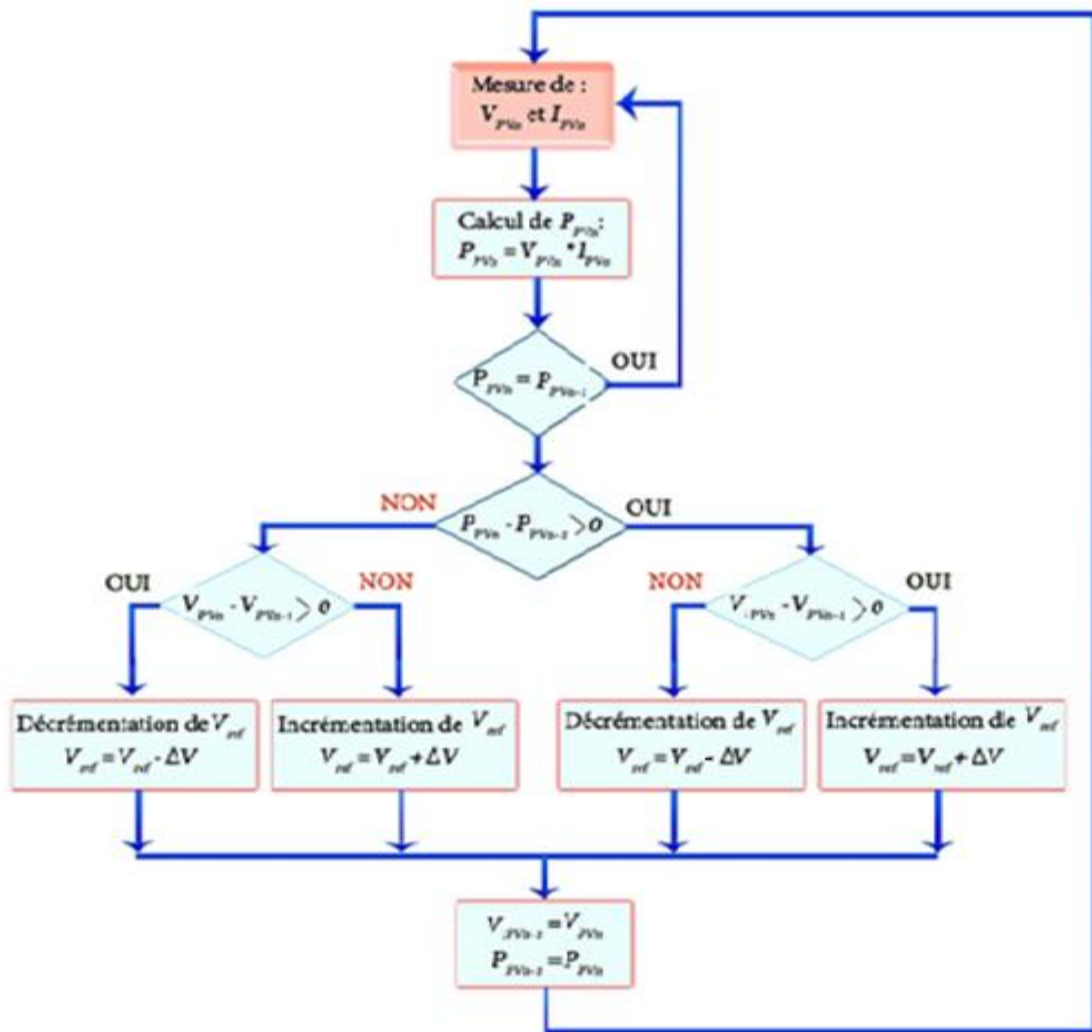 Mesure de :
V_PVn et I_PVn
Calcul de P_PVn:
P_PVn = V_PVn * I_PVn
OUI
P_PVn = P_PVn-1
NON
P_PVn - P_PVn-1 > 0
OUI
OUI
V_PVn - V_PVn-1 > 0
NON
NON
V_PVn - V_PVn-1 > 0
OUI
Décrémentation de V_ref
V_ref = V_ref - ΔV
Incrémentation de V_ref
V_ref = V_ref + ΔV
Décrémentation de V_ref
V_ref = V_ref - ΔV
Incrémentation de V_ref
V_ref = V_ref + ΔV
V_PVn-1 = V_PVn
P_PVn-1 = P_PVn